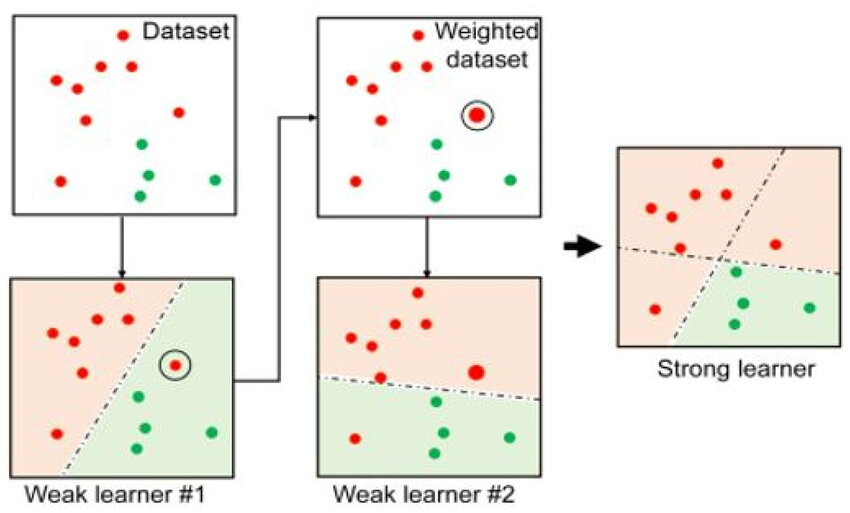 Dataset
Weighted
dataset
Weak learner #1
Weak learner #2
Strong learner